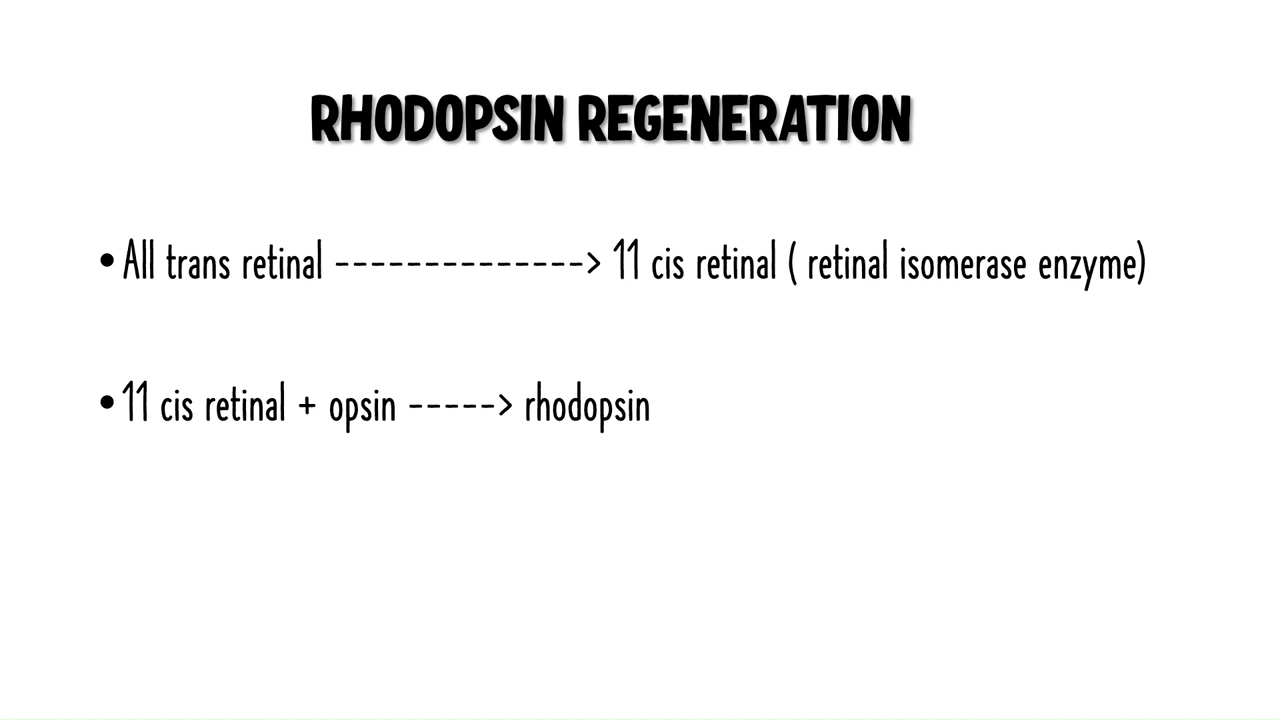 RHODOPSIN REGENERATION
•All trans retinal --------------> 11 cis retinal ( retinal isomerase enzyme)
•11 cis retinal + opsin -----> rhodopsin